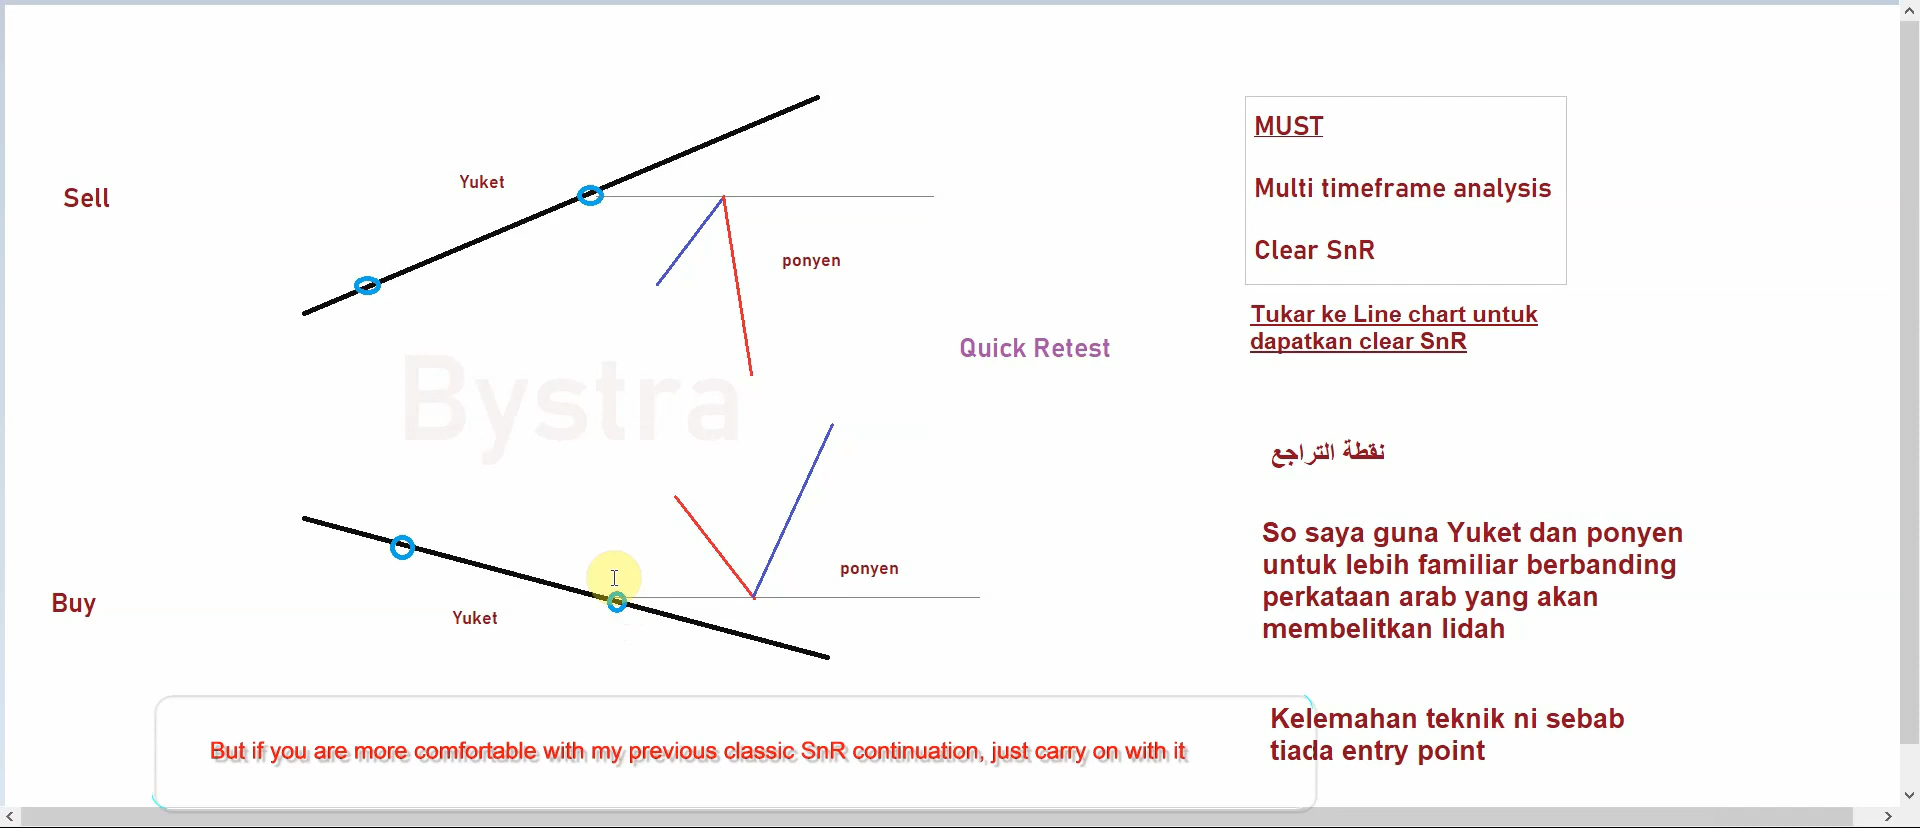 Sell
Yuket
ponyen
Quick Retest
Bystra
Buy
Yuket
ponyen
MUST
Multi timeframe analysis
Clear SnR
Tukar ke Line chart untuk
dapatkan clear SnR
نقطة التراجع
So saya guna Yuket dan ponyen
untuk lebih familiar berbanding
perkataan arab yang akan
membelitkan lidah
Kelemahan teknik ni sebab
tiada entry point
But if you are more comfortable with my previous classic SnR continuation, just carry on with it